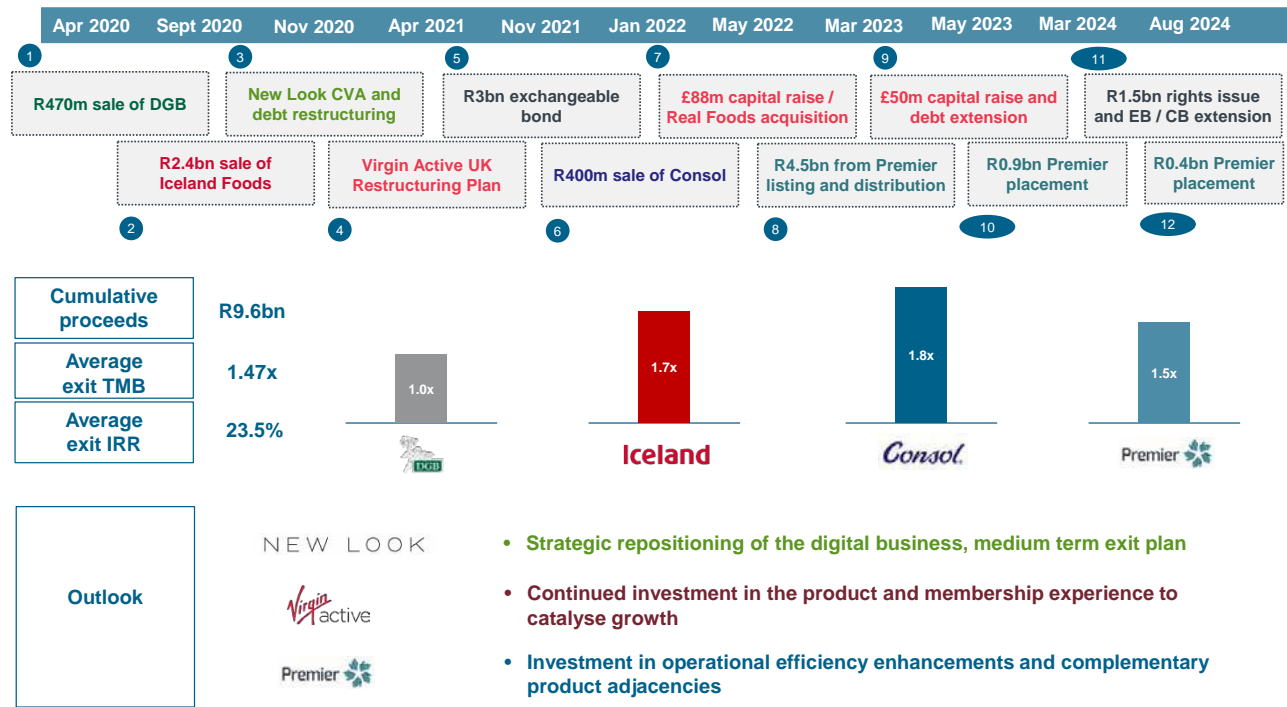 Apr 2020
Sept 2020
Nov 2020
Apr 2021
Nov 2021
Jan 2022
May 2022
Mar 2023
May 2023
Mar 2024
Aug 2024
1
3
5
7
9
11
R470m sale of DGB
New Look CVA and
debt restructuring
R3bn exchangeable
bond
£88m capital raise /
Real Foods acquisition
£50m capital raise and
debt extension
R1.5bn rights issue
and EB / CB extension
R2.4bn sale of
Iceland Foods
Virgin Active UK
Restructuring Plan
R400m sale of Consol
R4.5bn from Premier
listing and distribution
R0.9bn Premier
placement
R0.4bn Premier
placement
2
4
6
8
10
12
Cumulative
proceeds
R9.6bn
Average
exit TMB
1.47x
Average
exit IRR
23.5%
1.0x
1.7x
1.8x
1.5x
DGB
Iceland
Consol.
Premier
Outlook
NEW LOOK
• Strategic repositioning of the digital business, medium term exit plan
Virgin
active
• Continued investment in the product and membership experience to
catalyse growth
Premier
• Investment in operational efficiency enhancements and complementary
product adjacencies